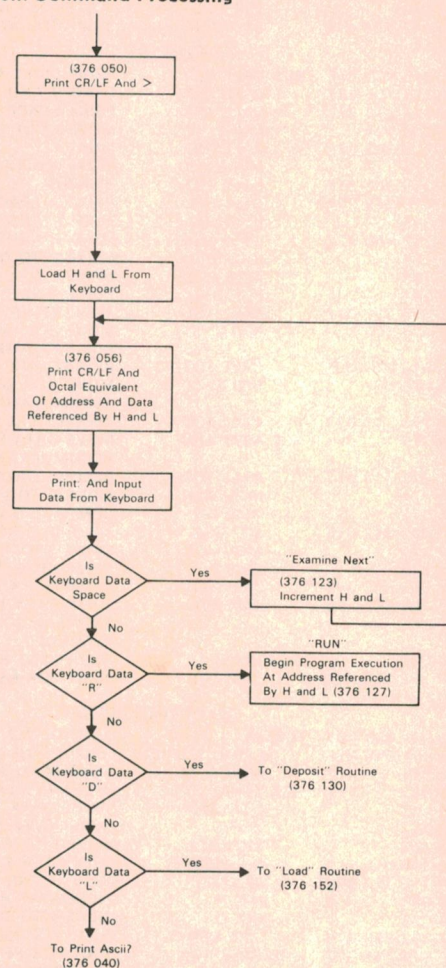 Command Processing
(376 050)
Print CR/LF And >
Load H and L From
Keyboard
(376 056)
Print CR/LF And
Octal Equivalent
Of Address And Data
Referenced By H and L
Print: And Input
Data From Keyboard
Is
Keyboard Data
Space
Yes
"Examine Next"
(376 123)
Increment H and L
No
Is
Keyboard Data
"R"
Yes
"RUN"
Begin Program Execution
At Address Referenced
By H and L (376 127)
No
Is
Keyboard Data
"D"
Yes
To "Deposit" Routine
(376 130)
No
Is
Keyboard Data
"L"
Yes
To "Load" Routine
(376 152)
No
To Print Ascii?
(376 040)